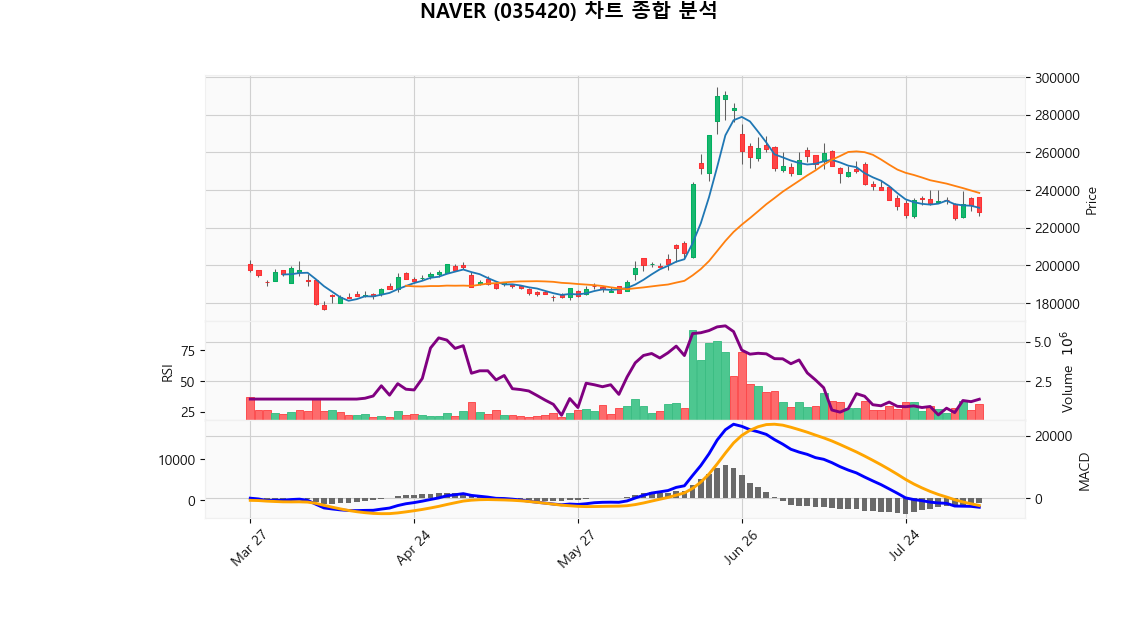 NAVER (035420) 차트 종합 분석
300000
280000
260000
240000
220000
200000
180000
Price
75
50
25
RSI
5.0
2.5
Volume 10^6
10000
0
20000
0
MACD
Mar 27
Apr 24
May 27
Jun 26
Jul 24